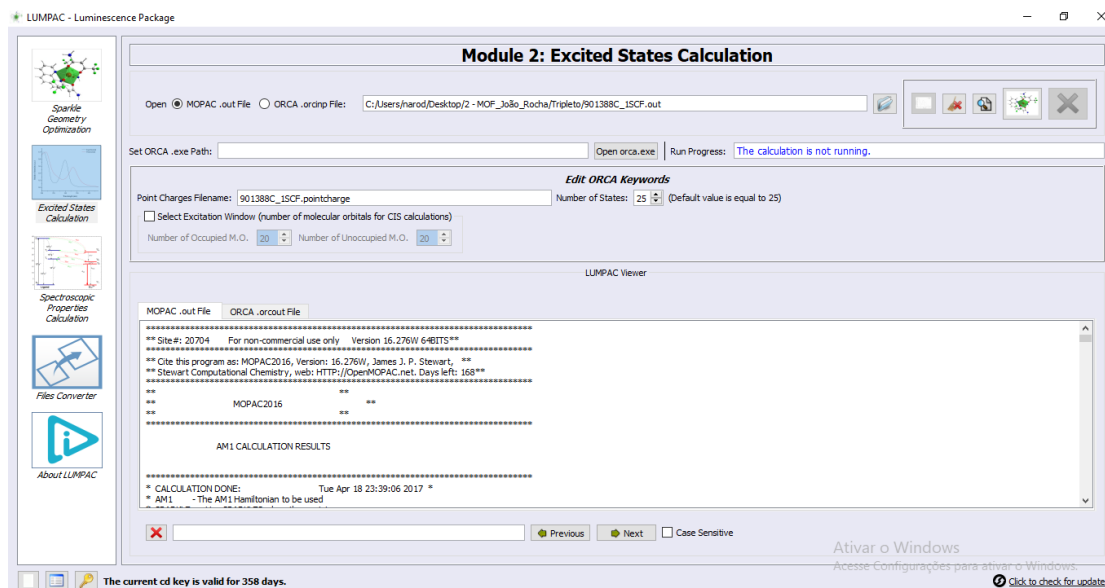 LUMPAC - Luminescence Package
Module 2: Excited States Calculation
Sparkle
Geometry
Optimization
Excited States
Calculation
Spectroscopic
Properties
Calculation
Files Converter
About LUMPAC
Open MOPAC .out File ORCA .orcinp File: C:/Users/narod/Desktop/2 - MOF_João_Rocha/Tripleto/901388C_1SCF.out
Set ORCA .exe Path: Open orca.exe Run Progress: The calculation is not running.
Edit ORCA Keywords
Point Charges Filename: 901388C_1SCF.pointcharge Number of States: 25 (Default value is equal to 25)
Select Excitation Window (number of molecular orbitals for CIS calculations)
Number of Occupied M.O. 20 Number of Unoccupied M.O. 20
LUMPAC Viewer
MOPAC .out File ORCA .orcout File
** Site#: 20704 For non-commercial use only Version 16.276W 64BITS**
** Cite this program as: MOPAC2016, Version: 16.276W, James J. P. Stewart, **
** Stewart Computational Chemistry, web: HTTP://OpenMOPAC.net. Days left: 168**
** **
** MOPAC2016 **
** **
AM1 CALCULATION RESULTS
* CALCULATION DONE: Tue Apr 18 23:39:06 2017 *
* AM1 - The AM1 Hamiltonian to be used
Previous Next Case Sensitive
Ativar o Windows
Acesse Configurações para ativar o Windows.
The current cd key is valid for 358 days.
Click to check for update